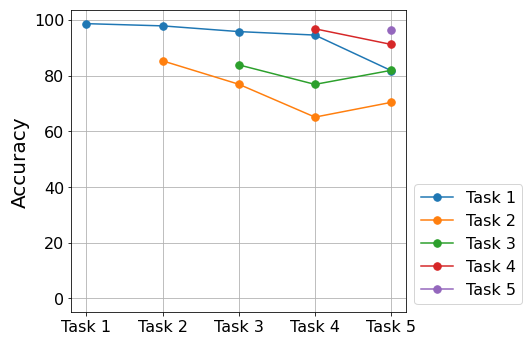 Accuracy
100
80
60
40
20
0
Task 1 Task 2 Task 3 Task 4 Task 5
Task 1
Task 2
Task 3
Task 4
Task 5